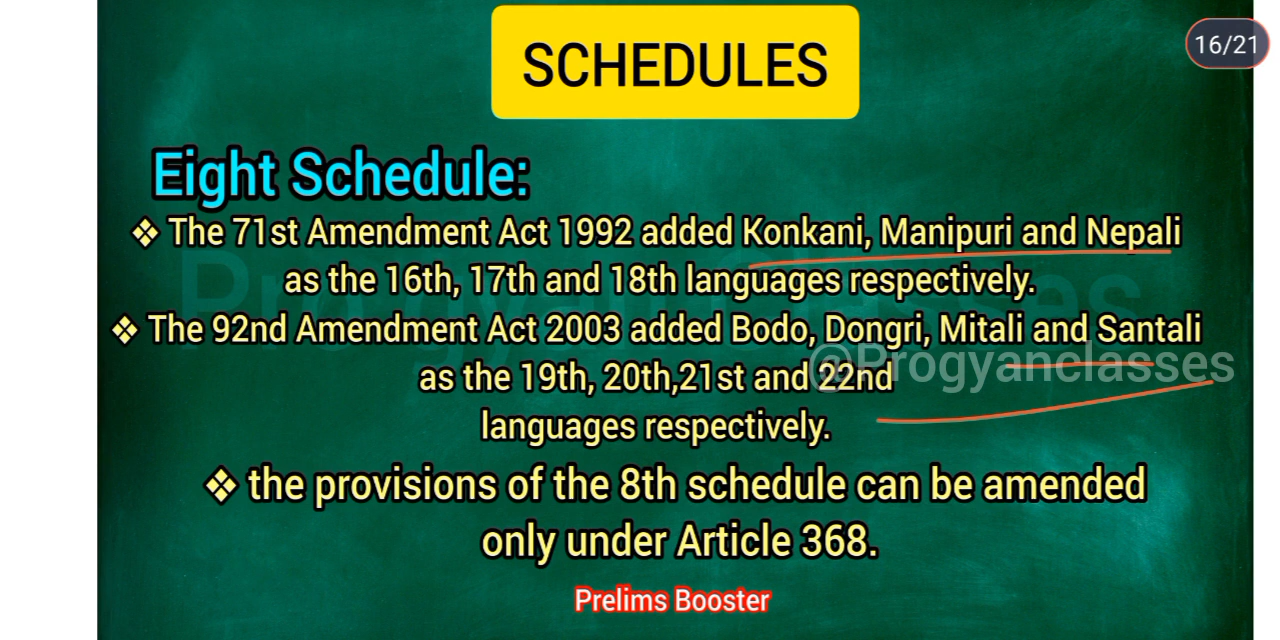 SCHEDULES
16/21
Eight Schedule:
❖ The 71st Amendment Act 1992 added Konkani, Manipuri and Nepali
as the 16th, 17th and 18th languages respectively.
❖ The 92nd Amendment Act 2003 added Bodo, Dongri, Mitali and Santali
as the 19th, 20th,21st and 22nd
@Progyanclasses
languages respectively.
❖ the provisions of the 8th schedule can be amended
only under Article 368.
Prelims Booster
Progyan Classes